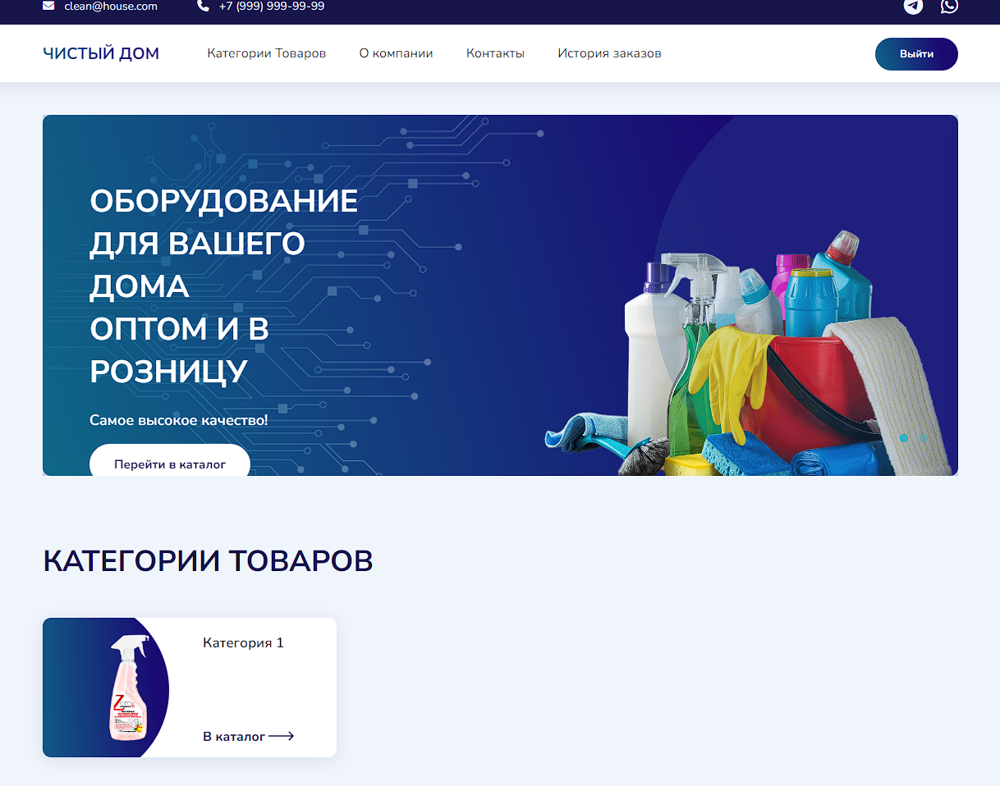 clean@house.com +7 (999) 999-99-99
ЧИСТЫЙ ДОМ Категории Товаров О компании Контакты История заказов Выйти
ОБОРУДОВАНИЕ
ДЛЯ ВАШЕГО
ДОМА
ОПТОМ И В
РОЗНИЦУ
Самое высокое качество!
Перейти в каталог
КАТЕГОРИИ ТОВАРОВ
Категория 1
В каталог